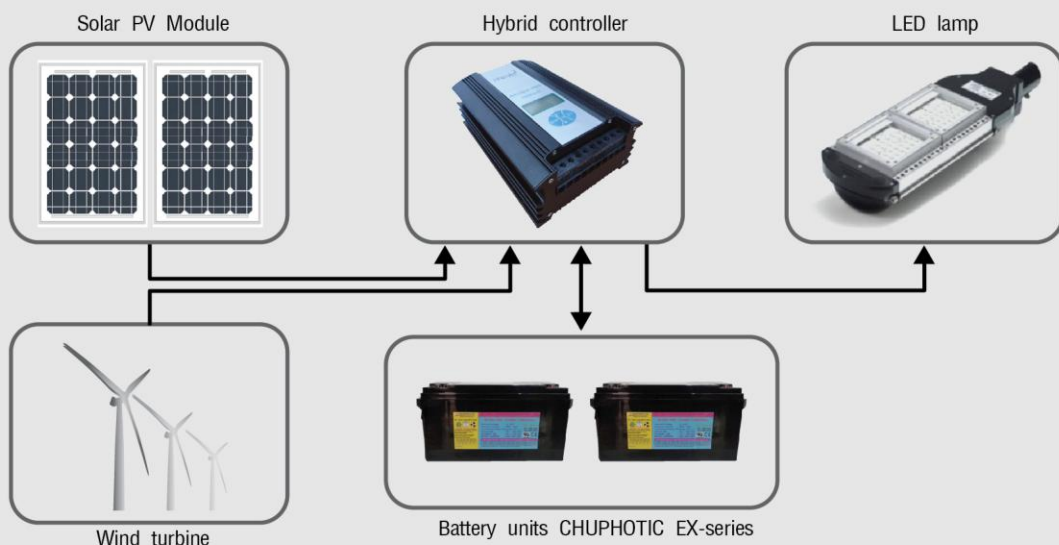 Solar PV Module
Hybrid controller
LED lamp
Wind turbine
Battery units CHUPHOTIC EX-series